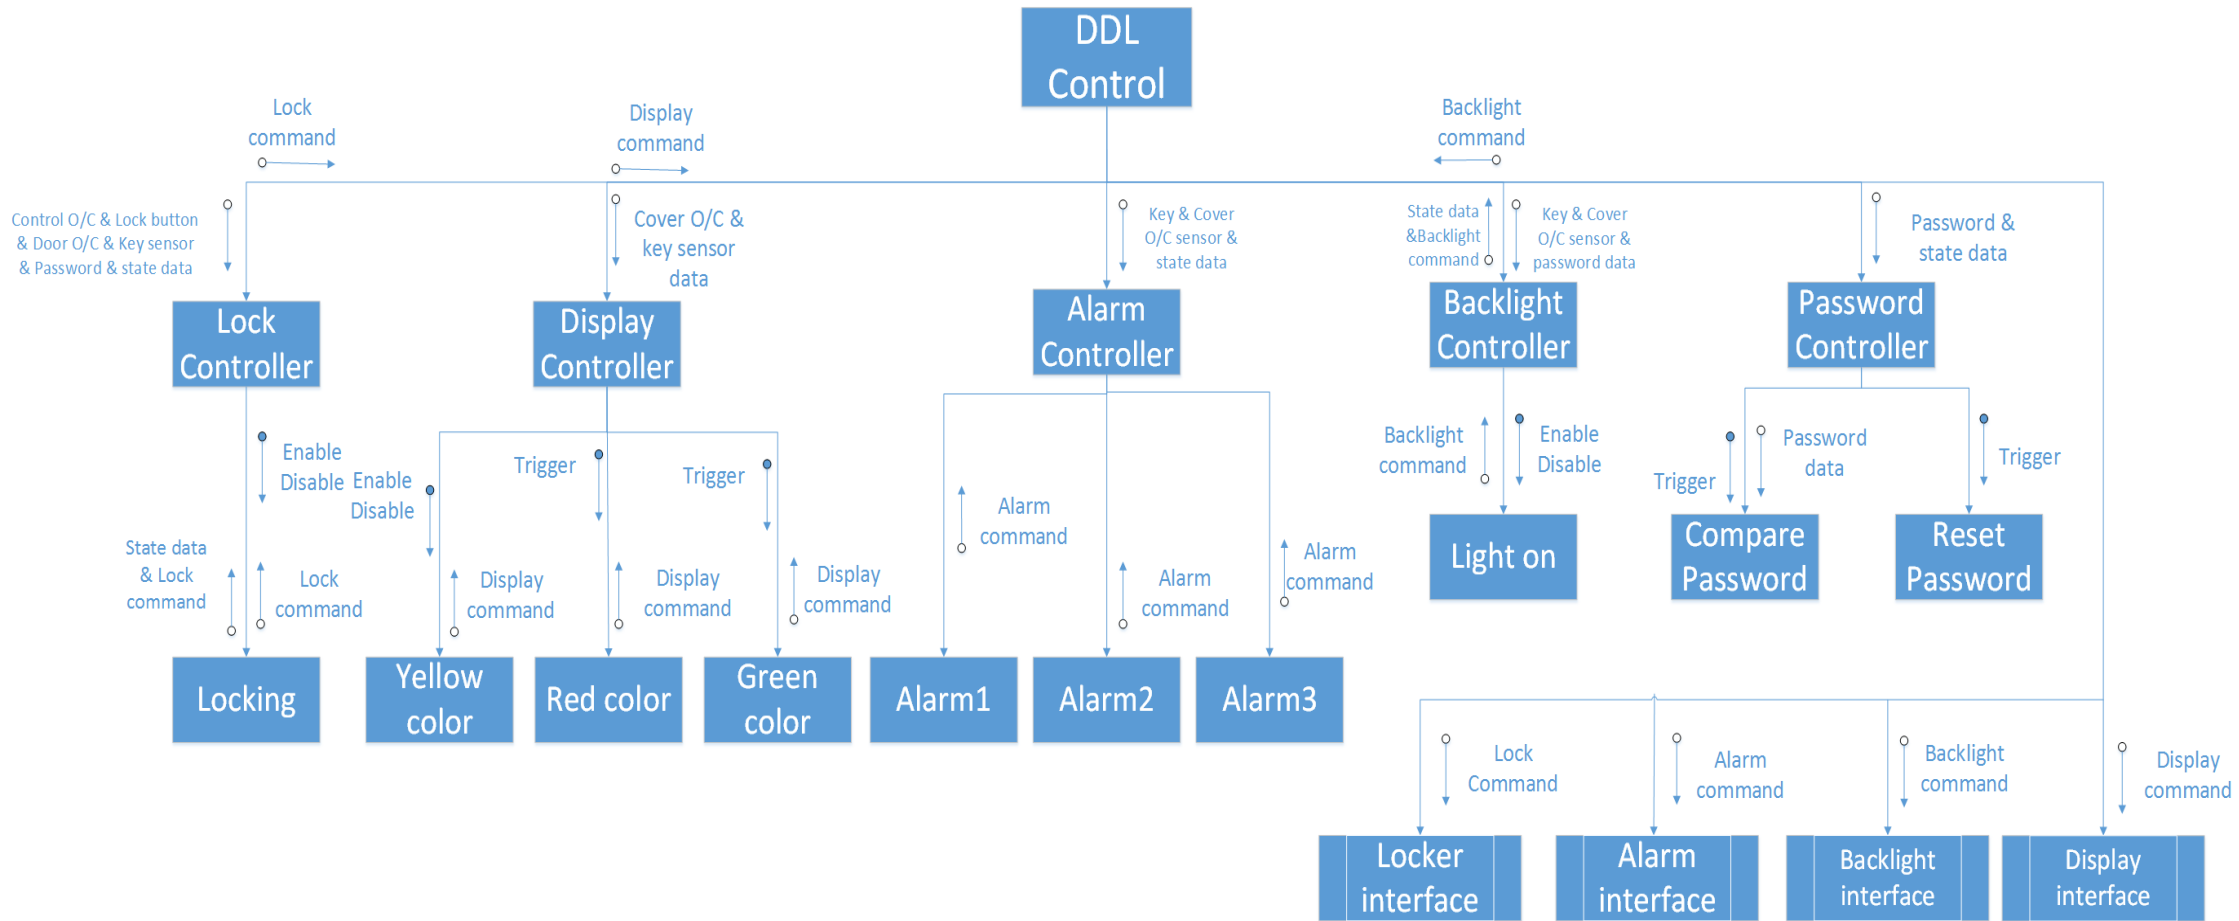 DDL
Control
Lock
command
Display
command
Backlight
command
Control O/C & Lock button
& Door O/C & Key sensor
& Password & state data
Cover O/C &
key sensor
data
Key & Cover
O/C sensor &
state data
State data
&Backlight
command
Key & Cover
O/C sensor &
password data
Password &
state data
Lock
Controller
Display
Controller
Alarm
Controller
Backlight
Controller
Password
Controller
Enable
Disable
Enable
Disable
Trigger
Trigger
Backlight
command
Enable
Disable
Trigger
Password
data
Trigger
State data
& Lock
command
Lock
command
Display
command
Display
command
Display
command
Alarm
command
Alarm
command
Alarm
command
Light on
Compare
Password
Reset
Password
Locking
Yellow
color
Red color
Green
color
Alarm1
Alarm2
Alarm3
Lock
Command
Alarm
command
Backlight
command
Display
command
Locker
interface
Alarm
interface
Backlight
interface
Display
interface